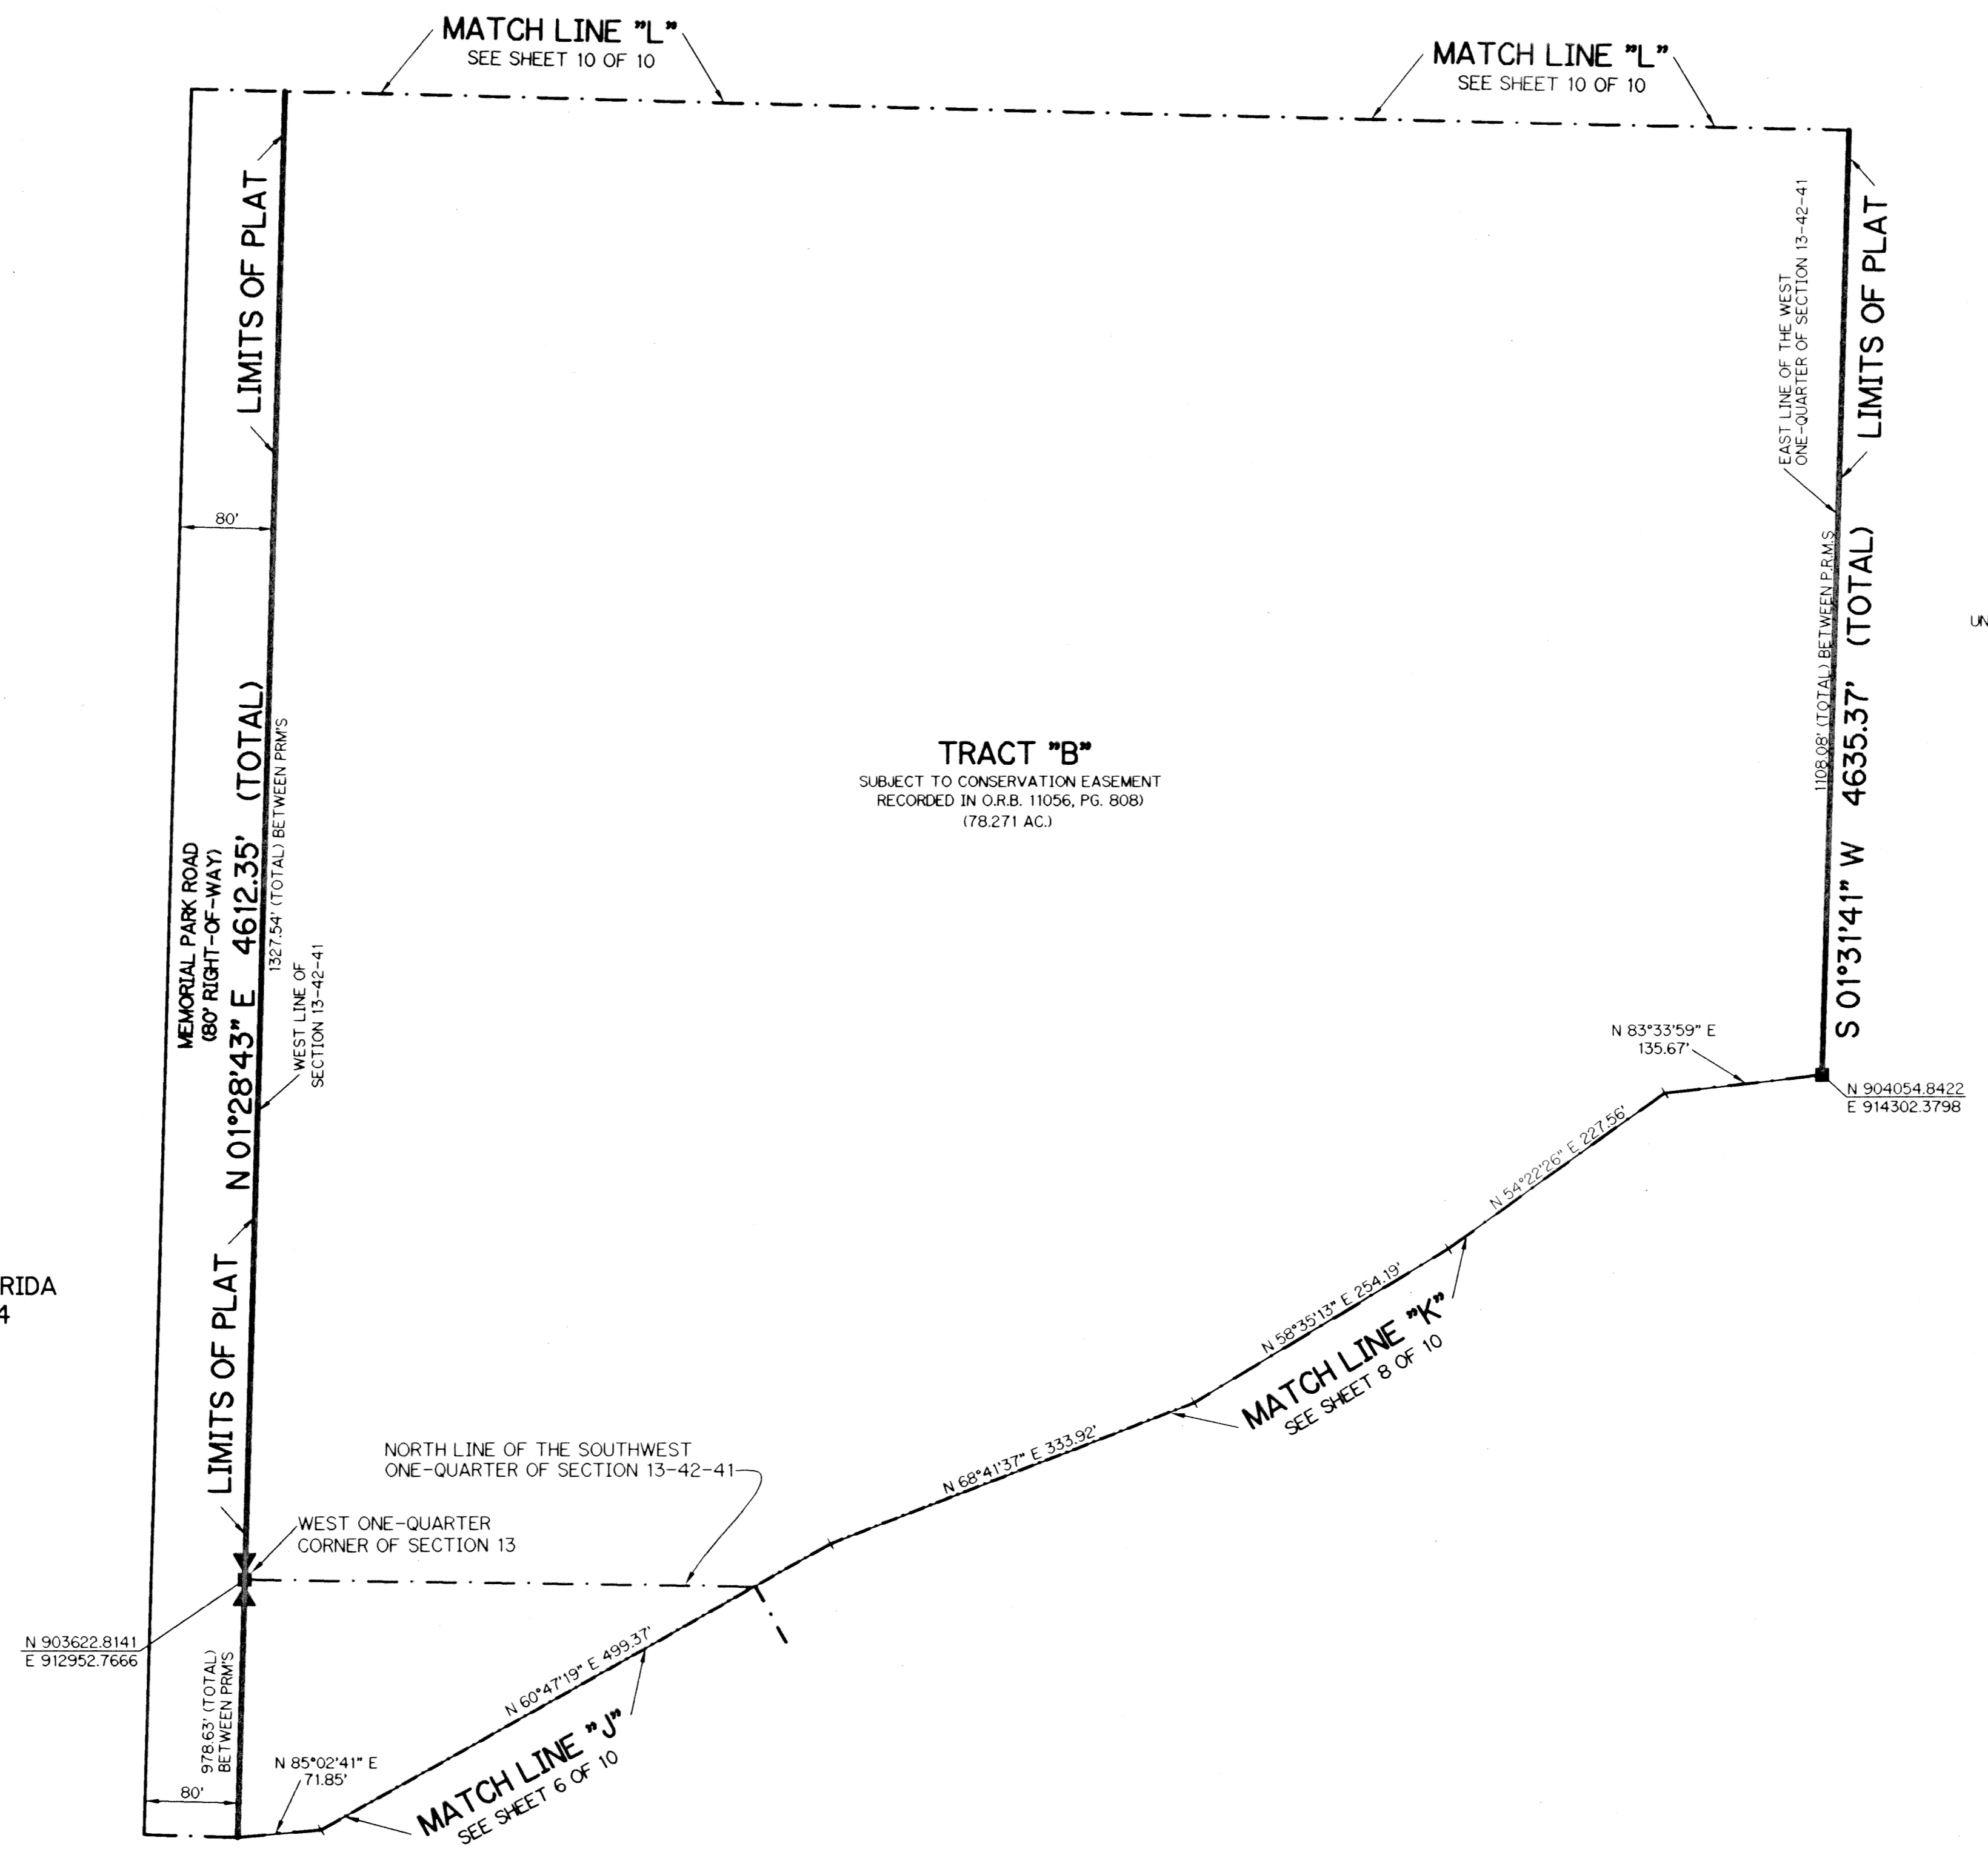 MATCH LINE "L"
SEE SHEET 10 OF 10
MATCH LINE "L"
SEE SHEET 10 OF 10
LIMITS OF PLAT
LIMITS OF PLAT
EAST LINE OF THE WEST
ONE-QUARTER OF SECTION 13-42-41
80'
1108.08' (TOTAL) BETWEEN P.R.M.S
S 01°31'41" W 4635.37' (TOTAL)
UN
MEMORIAL PARK ROAD
(80' RIGHT-OF-WAY)
N 01°28'43" E 4612.35' (TOTAL)
1327.54' (TOTAL) BETWEEN PRM'S
WEST LINE OF
SECTION 13-42-41
TRACT "B"
SUBJECT TO CONSERVATION EASEMENT
RECORDED IN O.R.B. 11056, PG. 808)
(78.271 AC.)
N 83°33'59" E
135.67'
N 904054.8422
E 914302.3798
N 54°22'26" E 227.56'
RIDA
4
LIMITS OF PLAT
N 58°35'13" E 254.19'
MATCH LINE "K"
SEE SHEET 8 OF 10
N 68°41'37" E 333.92'
NORTH LINE OF THE SOUTHWEST
ONE-QUARTER OF SECTION 13-42-41
WEST ONE-QUARTER
CORNER OF SECTION 13
N 903622.8141
E 912952.7666
978.63' (TOTAL)
BETWEEN PRM'S
N 60°47'19" E 499.37'
MATCH LINE "J"
SEE SHEET 6 OF 10
N 85°02'41" E
71.85'
80'